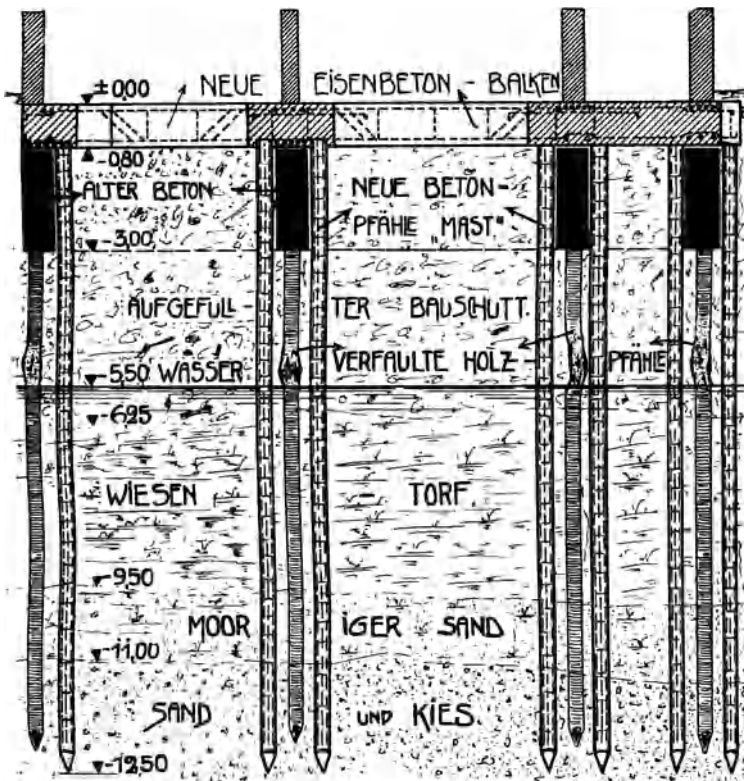 ± 0,00 NEUE EISENBETON - BALKEN
- 0,80
ALTER BETON NEUE BETON-
PFÄHLE "MAST."
- 3,00
AUFGEFÜLL - TER - BAUSCHUTT.
VERFAULTE HOLZ - PFÄHLE
- 5,50 WASSER -
- 6,25
WIESEN - TORF.
- 9,50
MOOR IGER SAND
- 11,00
SAND UND KIES.
- 12,50